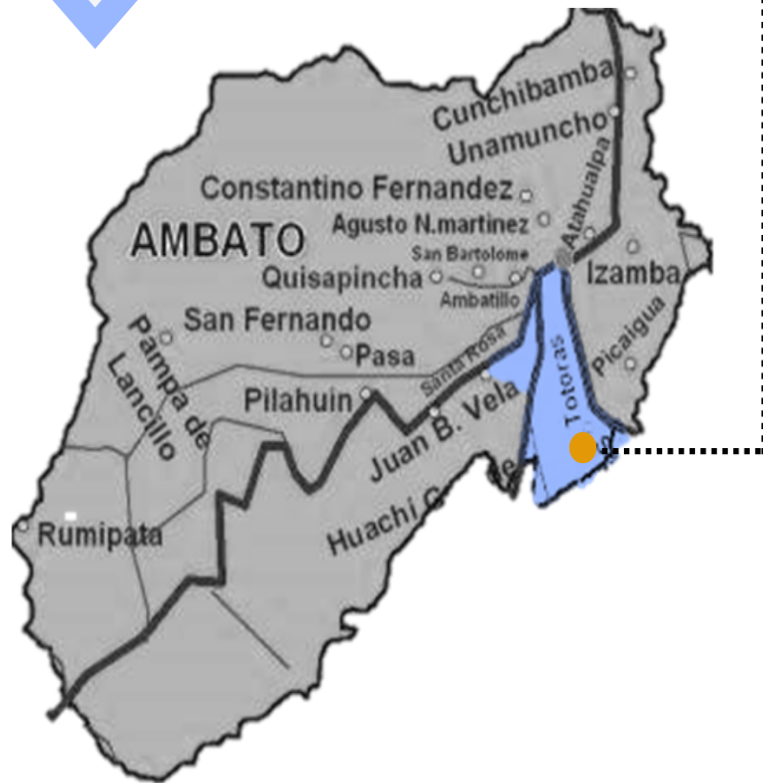 Cunchibamba
Unamuncho
Atahualpa
Constantino Fernandez
Agusto N.martinez
AMBATO
San Bartolome
Izamba
Quisapincha
Ambatillo
San Fernando
Pasa
Santa Rosa
Picaigua
Totoras
Pampa de
Lancillo
Pilahuin
Juan B. Vela
Huachi
Rumipata